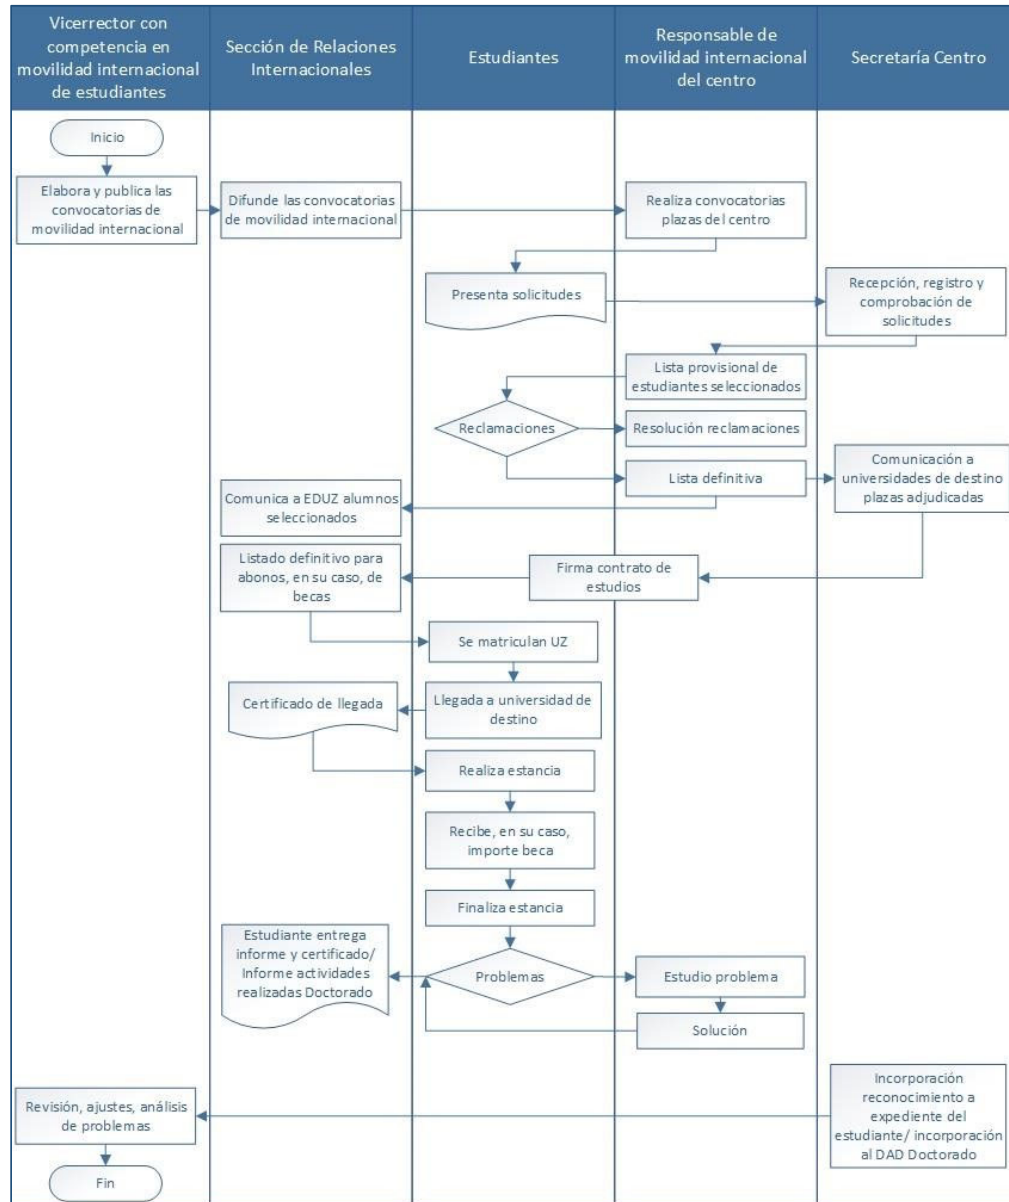 Vicerrector con
competencia en
movilidad internacional
de estudiantes
Sección de Relaciones
Internacionales
Estudiantes
Responsable de
movilidad internacional
del centro
Secretaría Centro
Inicio
Elabora y publica las
convocatorias de
movilidad internacional
Difunde las convocatorias
de movilidad internacional
Realiza convocatorias
plazas del centro
Presenta solicitudes
Recepción, registro y
comprobación de
solicitudes
Lista provisional de
estudiantes seleccionados
Reclamaciones
Resolución reclamaciones
Lista definitiva
Comunicación a
universidades de destino
plazas adjudicadas
Comunica a EDUZ alumnos
seleccionados
Listado definitivo para
abonos, en su caso, de
becas
Firma contrato de
estudios
Se matriculan UZ
Llegada a universidad de
destino
Certificado de llegada
Realiza estancia
Recibe, en su caso,
importe beca
Finaliza estancia
Estudiante entrega
informe y certificado/
Informe actividades
realizadas Doctorado
Problemas
Estudio problema
Solución
Incorporación
reconocimiento a
expediente del
estudiante/ incorporación
al DAD Doctorado
Revisión, ajustes, análisis
de problemas
Fin